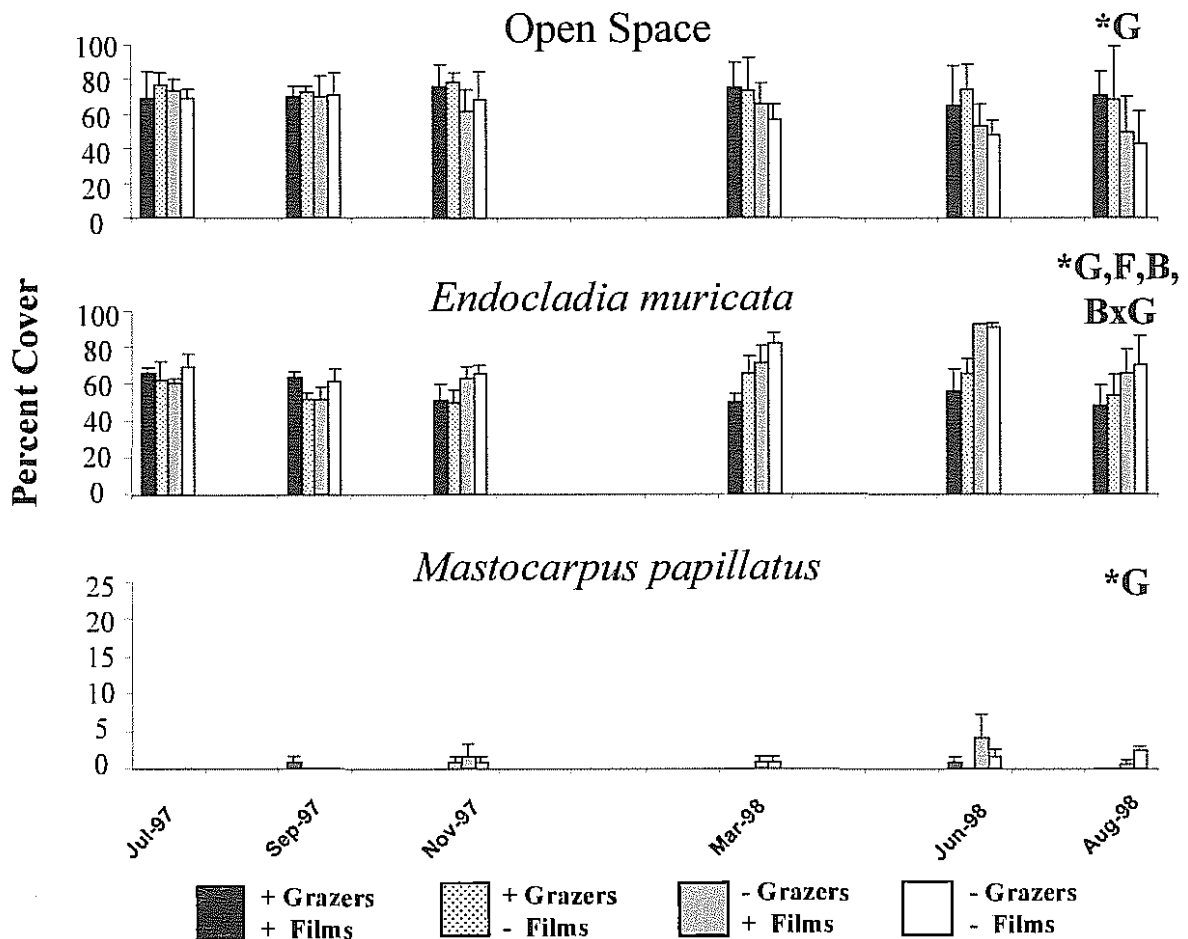 Open Space
*G
100
80
60
40
20
0
Percent Cover
Endocladia muricata
*G,F,B,
BxG
100
80
60
40
20
0
Mastocarpus papillatus
*G
25
20
15
10
5
0
Jul-97
Sep-97
Nov-97
Mar-98
Jun-98
Aug-98
+ Grazers
+ Films
+ Grazers
- Films
- Grazers
+ Films
- Grazers
- Films